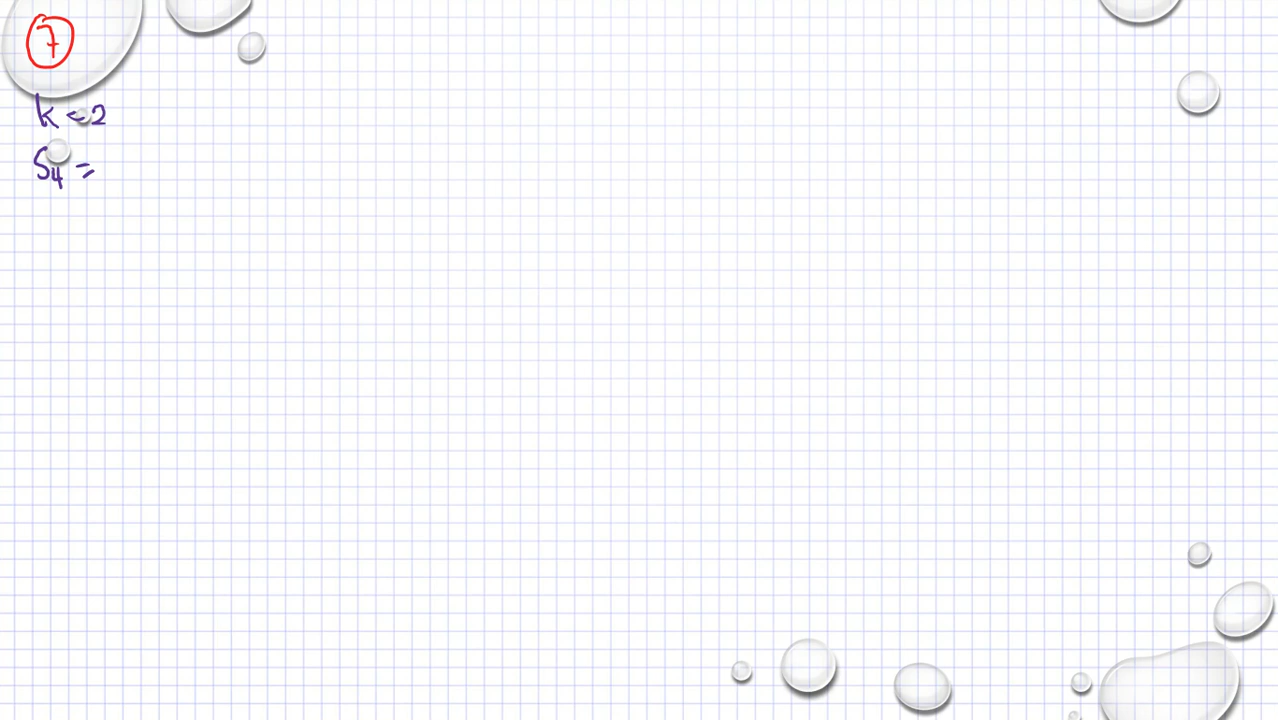 7
k = 2
S₄ =